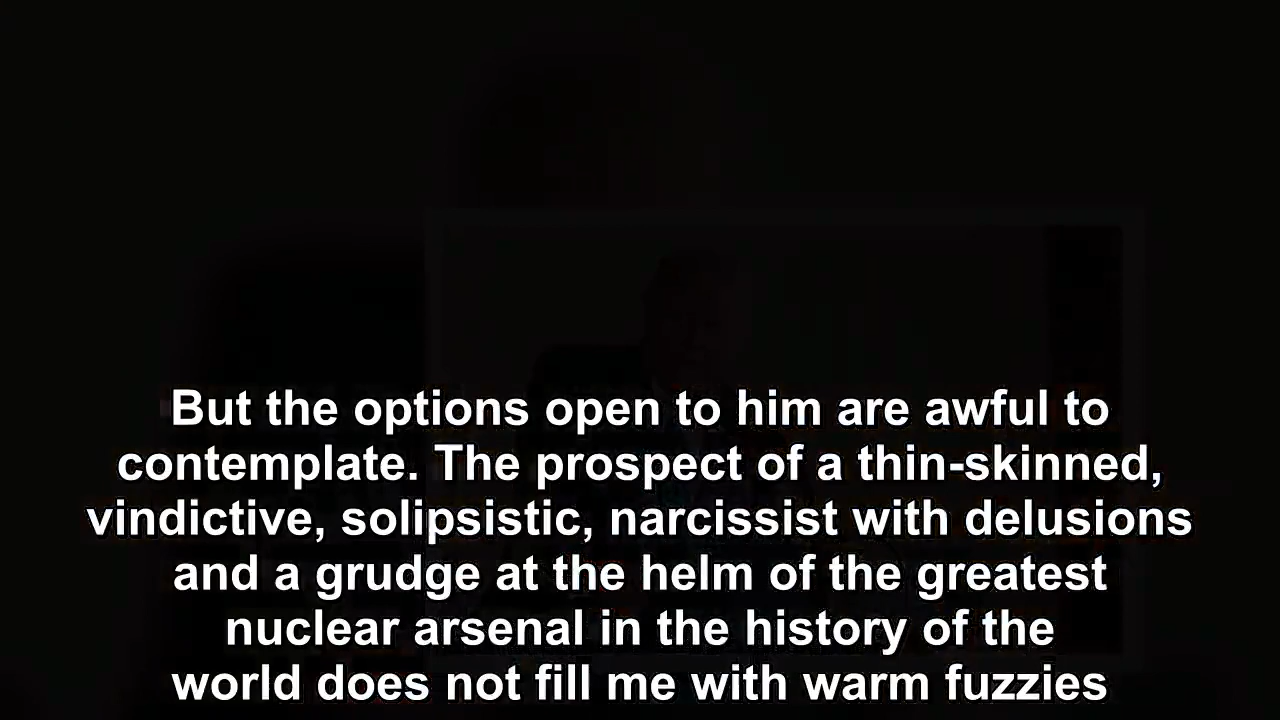 But the options open to him are awful to
contemplate. The prospect of a thin-skinned,
vindictive, solipsistic, narcissist with delusions
and a grudge at the helm of the greatest
nuclear arsenal in the history of the
world does not fill me with warm fuzzies